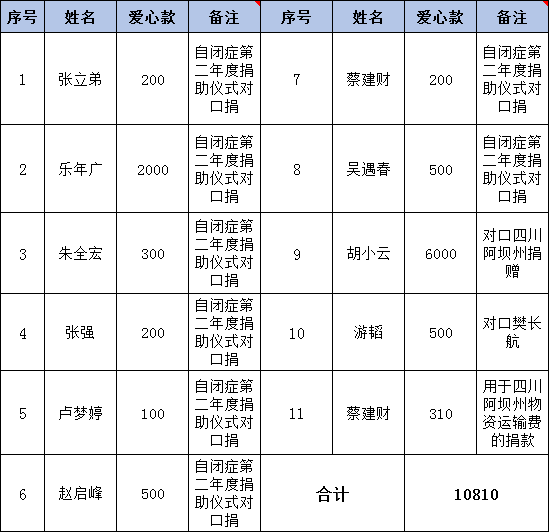 序号 姓名 爱心款 备注 序号 姓名 爱心款 备注
1 张立弟 200 自闭症第二年度捐助仪式对口捐 7 蔡建财 200 自闭症第二年度捐助仪式对口捐
2 乐年广 2000 自闭症第二年度捐助仪式对口捐 8 吴遇春 500 自闭症第二年度捐助仪式对口捐
3 朱全宏 300 自闭症第二年度捐助仪式对口捐 9 胡小云 6000 对口四川阿坝州捐赠
4 张强 200 自闭症第二年度捐助仪式对口捐 10 游韬 500 对口樊长航
5 卢梦婷 100 自闭症第二年度捐助仪式对口捐 11 蔡建财 310 用于四川阿坝州物资运输费的捐款
6 赵启峰 500 自闭症第二年度捐助仪式对口捐 合计 10810